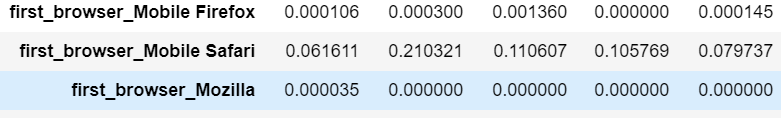 first_browser_Mobile Firefox 0.000106 0.000300 0.001360 0.000000 0.000145
first_browser_Mobile Safari 0.061611 0.210321 0.110607 0.105769 0.079737
first_browser_Mozilla 0.000035 0.000000 0.000000 0.000000 0.000000